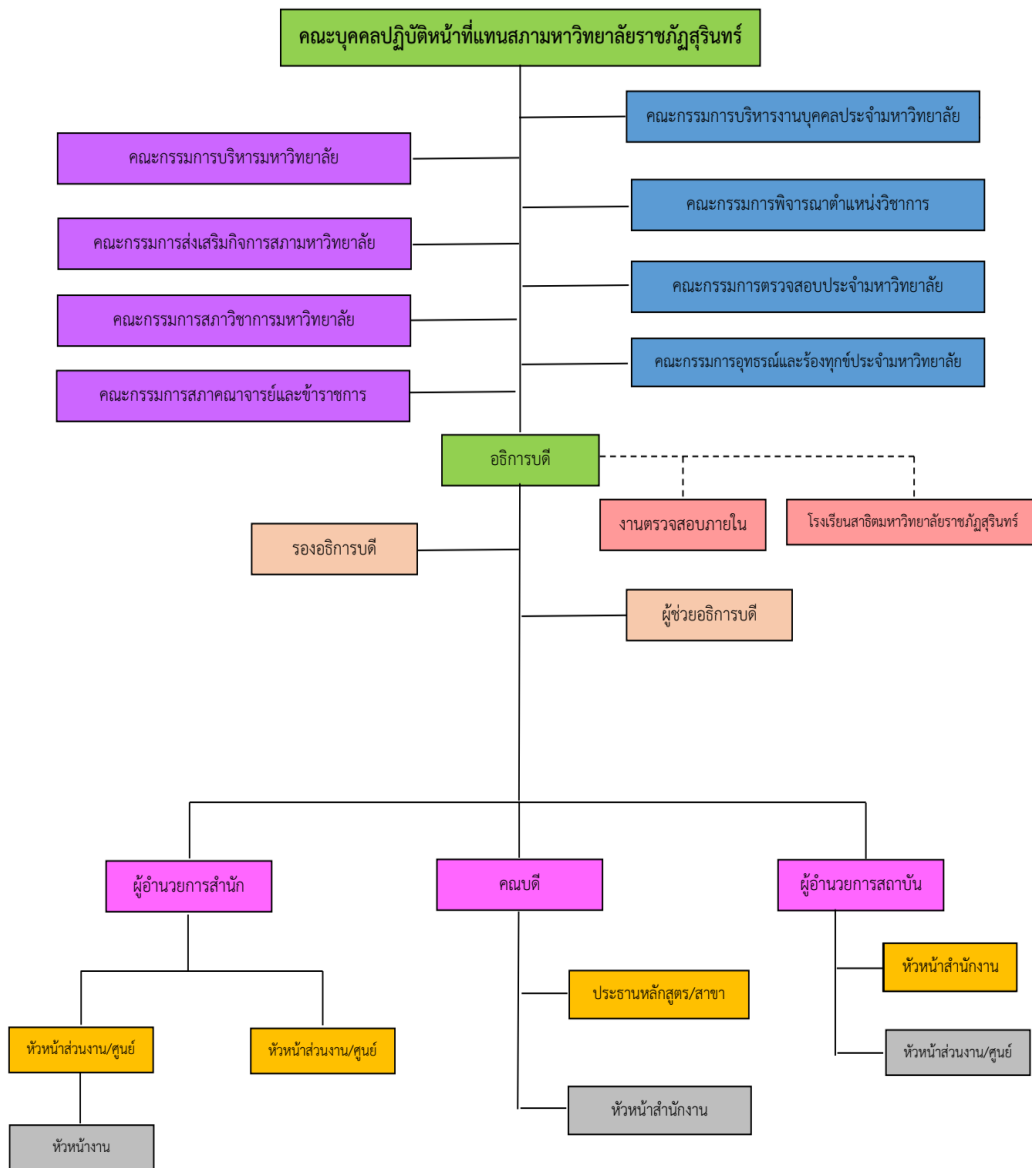 คณะบุคคลปฏิบัติหน้าที่แทนสภามหาวิทยาลัยราชภัฏสุรินทร์
คณะกรรมการบริหารงานบุคคลประจำมหาวิทยาลัย
คณะกรรมการบริหารมหาวิทยาลัย
คณะกรรมการพิจารณาตำแหน่งวิชาการ
คณะกรรมการส่งเสริมกิจการสภามหาวิทยาลัย
คณะกรรมการตรวจสอบประจำมหาวิทยาลัย
คณะกรรมการสภาวิชาการมหาวิทยาลัย
คณะกรรมการอุทธรณ์และร้องทุกข์ประจำมหาวิทยาลัย
คณะกรรมการสภาคณาจารย์และข้าราชการ
อธิการบดี
งานตรวจสอบภายใน
โรงเรียนสาธิตมหาวิทยาลัยราชภัฏสุรินทร์
รองอธิการบดี
ผู้ช่วยอธิการบดี
ผู้อำนวยการสำนัก
คณบดี
ผู้อำนวยการสถาบัน
หัวหน้าสำนักงาน
ประธานหลักสูตร/สาขา
หัวหน้าส่วนงาน/ศูนย์
หัวหน้าส่วนงาน/ศูนย์
หัวหน้าส่วนงาน/ศูนย์
หัวหน้าสำนักงาน
หัวหน้างาน